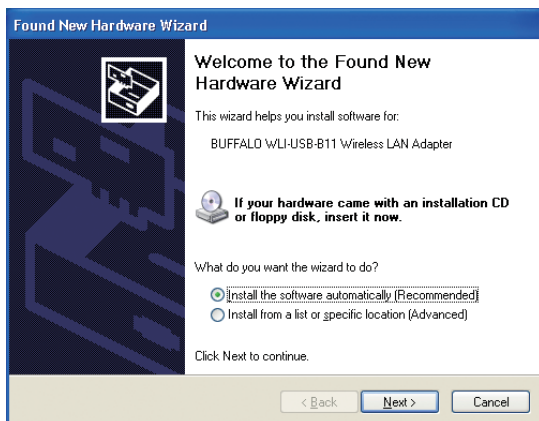 Found New Hardware Wizard
Welcome to the Found New
Hardware Wizard
This wizard helps you install software for:
BUFFALO WLI-USB-B11 Wireless LAN Adapter
If your hardware came with an installation CD
or floppy disk, insert it now.
What do you want the wizard to do?
Install the software automatically (Recommended)
Install from a list or specific location (Advanced)
Click Next to continue.
< Back Next > Cancel